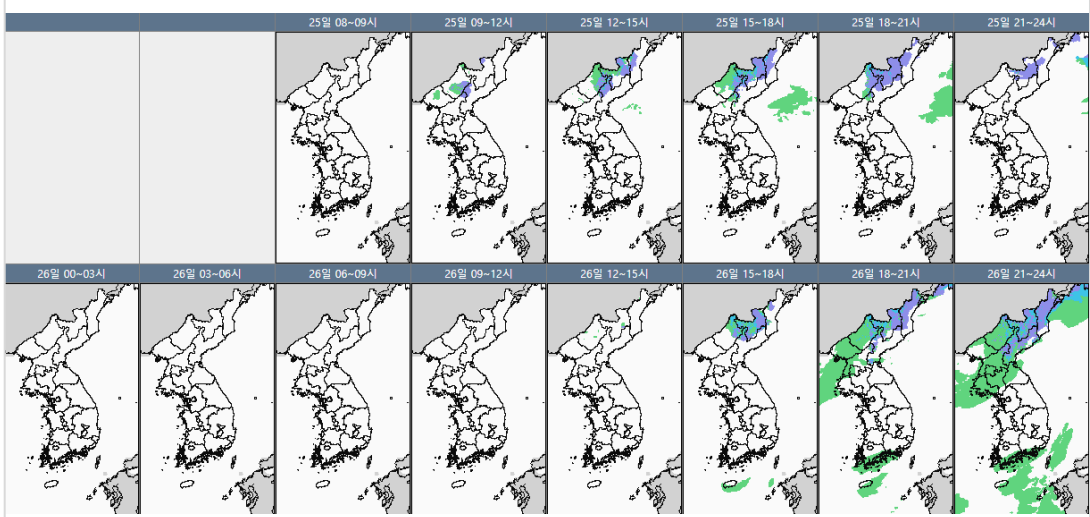 25일 08~09시
25일 09~12시
25일 12~15시
25일 15~18시
25일 18~21시
25일 21~24시
26일 00~03시
26일 03~06시
26일 06~09시
26일 09~12시
26일 12~15시
26일 15~18시
26일 18~21시
26일 21~24시